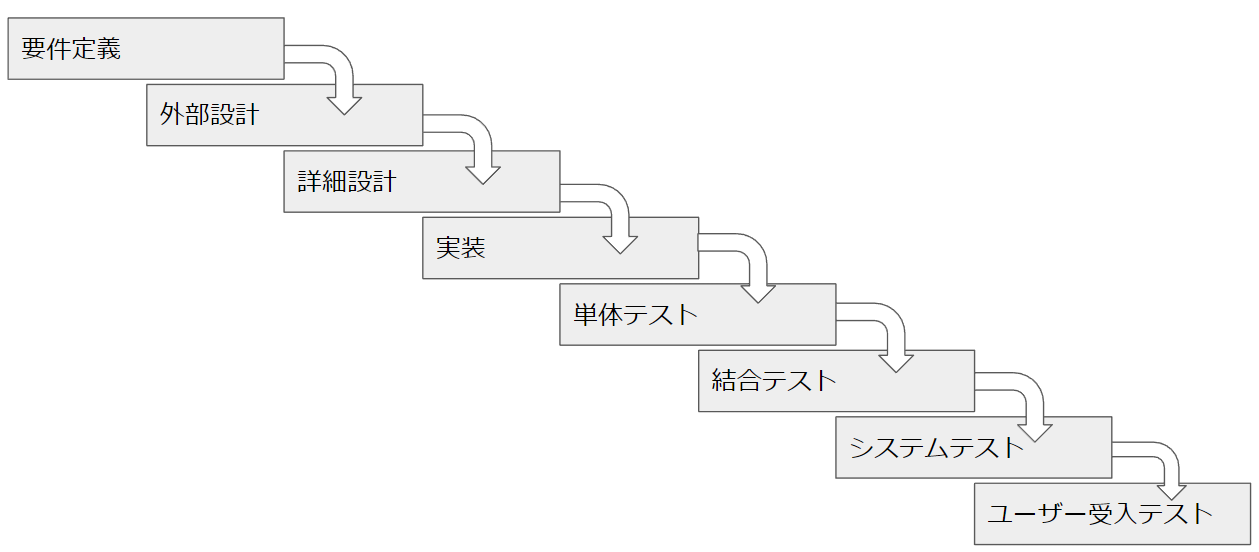 要件定義
外部設計
詳細設計
実装
単体テスト
結合テスト
システムテスト
ユーザー受入テスト